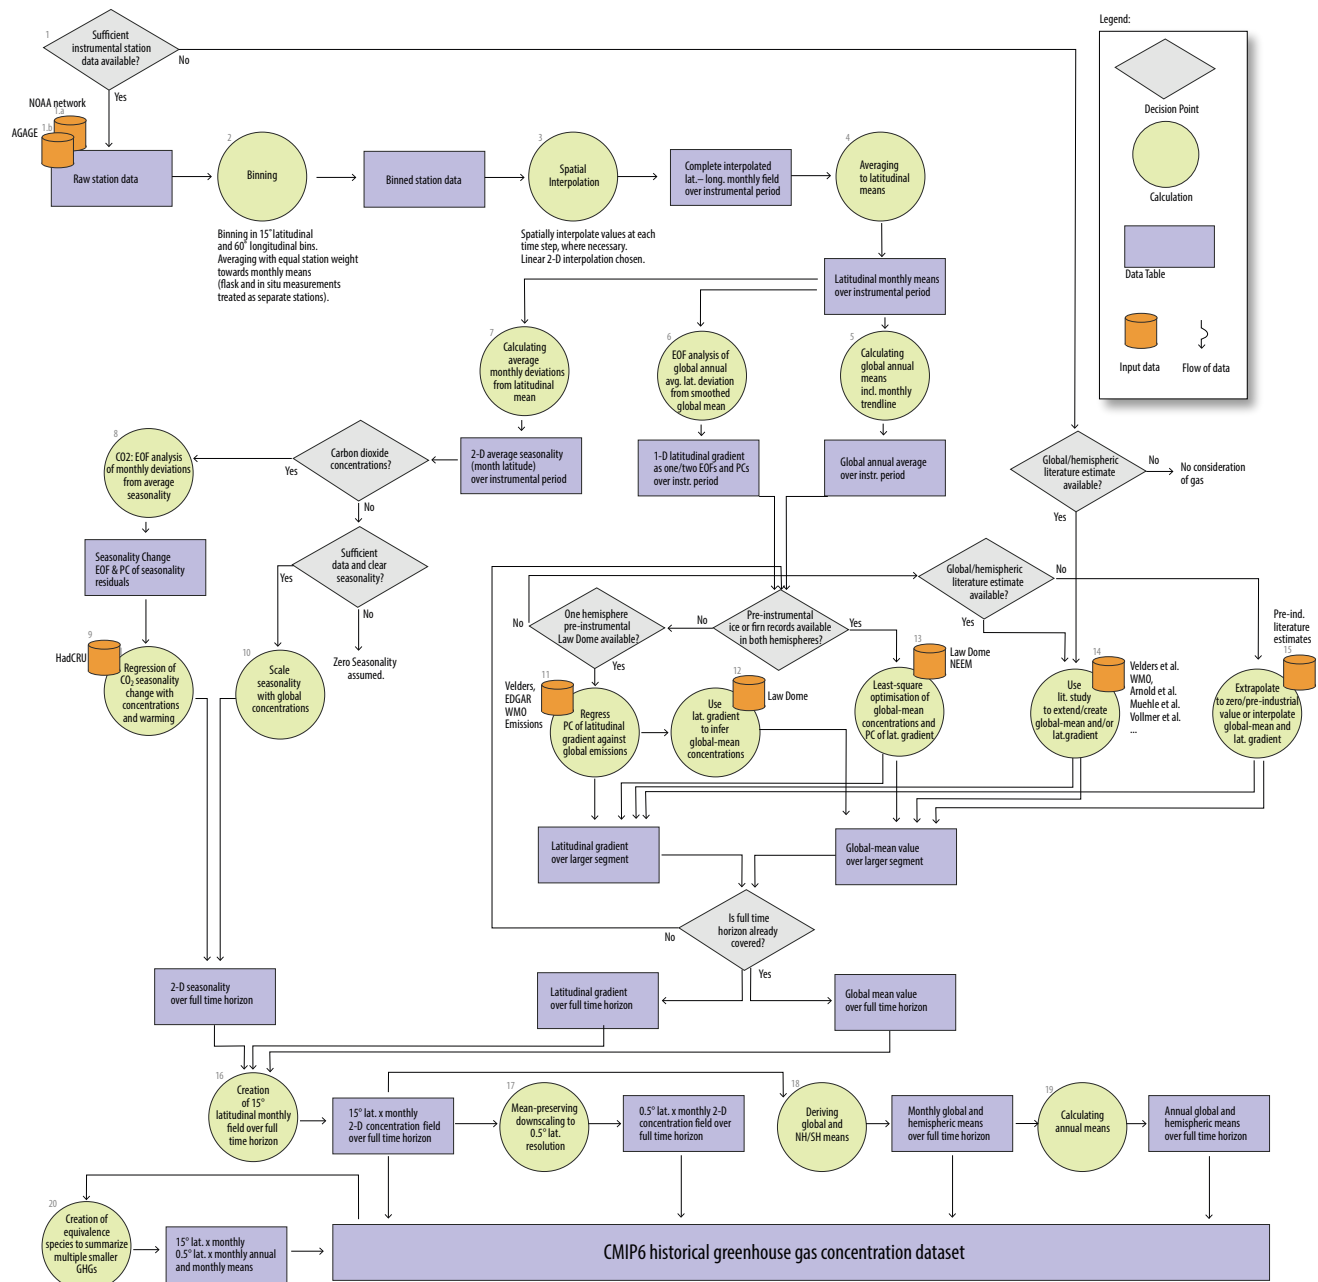 Legend:
1
Sufficient
instrumental station
data available?
No
Yes
NOAA network
1.a
AGAGE
1.b
Raw station data
2
Binning
Binning in 15° latitudinal
and 60° longitudinal bins.
Averaging with equal station weight
towards monthly means
(flask and in situ measurements
treated as separate stations).
Binned station data
3
Spatial
Interpolation
Spatially interpolate values at each
time step, where necessary.
Linear 2-D interpolation chosen.
Complete interpolated
lat.– long. monthly field
over instrumental period
4
Averaging
to latitudinal
means
Decision Point
Calculation
Data Table
Input data
Flow of data
Latitudinal monthly means
over instrumental period
7
Calculating
average
monthly deviations
from latitudinal
mean
6
EOF analysis of
global annual
avg. lat. deviation
from smoothed
global mean
5
Calculating
global annual
means
incl. monthly
trendline
8
CO2: EOF analysis
of monthly deviations
from average
seasonality
Yes
Carbon dioxide
concentrations?
No
2-D average seasonality
(month latitude)
over instrumental period
1-D latitudinal gradient
as one/two EOFs and PCs
over instr. period
Global annual average
over instr. period
Global/hemispheric
literature estimate
available?
No
No consideration
of gas
Yes
Seasonality Change
EOF & PC of seasonality
residuals
Sufficient
data and clear
seasonality?
Yes
No
Zero Seasonality
assumed.
Global/hemispheric
literature estimate
available?
No
Yes
One hemisphere
pre-instrumental
Law Dome available?
No
Yes
No
Pre-instrumental
ice or firn records available
in both hemispheres?
Yes
Pre-ind.
literature
estimates
9
HadCRU
Regression of
CO₂ seasonality
change with
concentrations
and warming
10
Scale
seasonality
with global
concentrations
Velders,
EDGAR
WMO
Emissions
11
Regress
PC of latitudinal
gradient against
global emissions
12
Law Dome
Use
lat. gradient
to infer
global-mean
concentrations
13
Law Dome
NEEM
Least-square
optimisation of
global-mean
concentrations and
PC of lat. gradient
14
Velders et al.
WMO,
Arnold et al.
Muehle et al.
Vollmer et al.
...
Use
lit. study
to extend/create
global-mean and/or
lat.gradient
15
Extrapolate
to zero/pre-industrial
value or interpolate
global-mean and
lat. gradient
Latitudinal gradient
over larger segment
Global-mean value
over larger segment
Is full time
horizon already
covered?
No
Yes
2-D seasonality
over full time horizon
Latitudinal gradient
over full time horizon
Global mean value
over full time horizon
16
Creation
of 15°
latitudinal monthly
field over full
time horizon
15° lat. x monthly
2-D concentration field
over full time horizon
17
Mean-preserving
downscaling to
0.5° lat.
resolution
0.5° lat. x monthly 2-D
concentration field over
full time horizon
18
Deriving
global and
NH/SH means
Monthly global and
hemispheric means
over full time horizon
19
Calculating
annual means
Annual global and
hemispheric means
over full time horizon
20
Creation of
equivalence
species to summarize
multiple smaller
GHGs
15° lat. x monthly
0.5° lat. x monthly annual
and monthly means
CMIP6 historical greenhouse gas concentration dataset